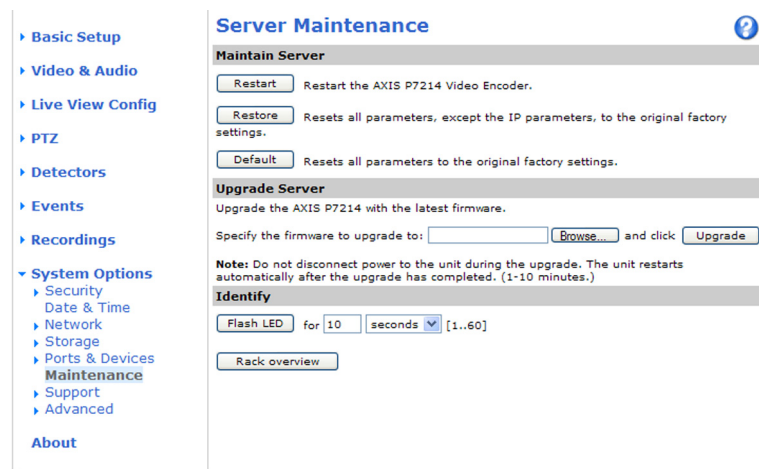 Basic Setup
Video & Audio
Live View Config
PTZ
Detectors
Events
Recordings
System Options
Security
Date & Time
Network
Storage
Ports & Devices
Maintenance
Support
Advanced
About
Server Maintenance
?
Maintain Server
Restart Restart the AXIS P7214 Video Encoder.
Restore Resets all parameters, except the IP parameters, to the original factory
settings.
Default Resets all parameters to the original factory settings.
Upgrade Server
Upgrade the AXIS P7214 with the latest firmware.
Specify the firmware to upgrade to: Browse... and click Upgrade
Note: Do not disconnect power to the unit during the upgrade. The unit restarts
automatically after the upgrade has completed. (1-10 minutes.)
Identify
Flash LED for 10 seconds [1..60]
Rack overview